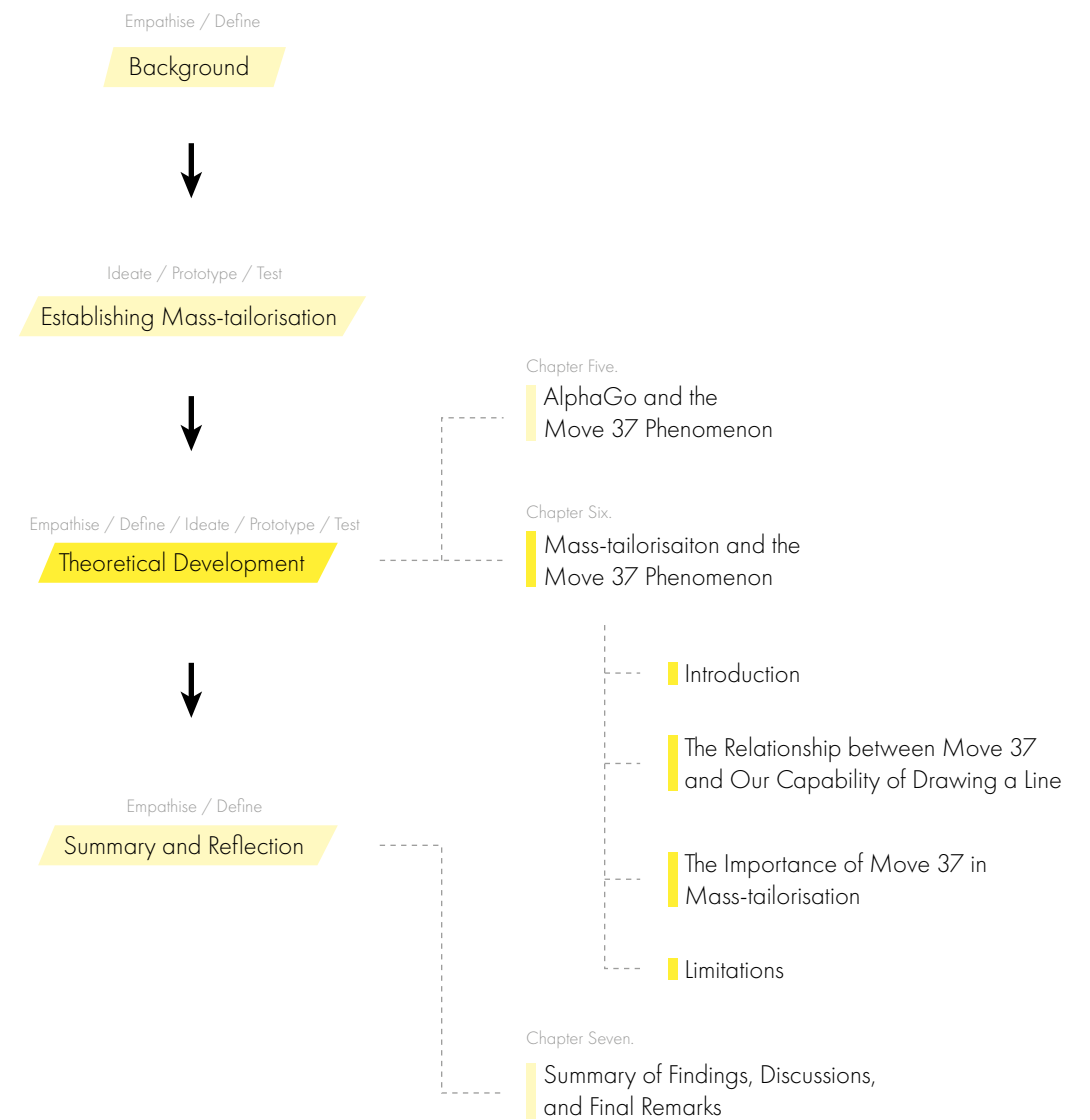 Empathise / Define
Background
Ideate / Prototype / Test
Establishing Mass-tailorisation
Chapter Five.
AlphaGo and the
Move 37 Phenomenon
Chapter Six.
Mass-tailorisaiton and the
Move 37 Phenomenon
Empathise / Define / Ideate / Prototype / Test
Theoretical Development
Introduction
The Relationship between Move 37
and Our Capability of Drawing a Line
Empathise / Define
Summary and Reflection
The Importance of Move 37 in
Mass-tailorisation
Limitations
Chapter Seven.
Summary of Findings, Discussions,
and Final Remarks